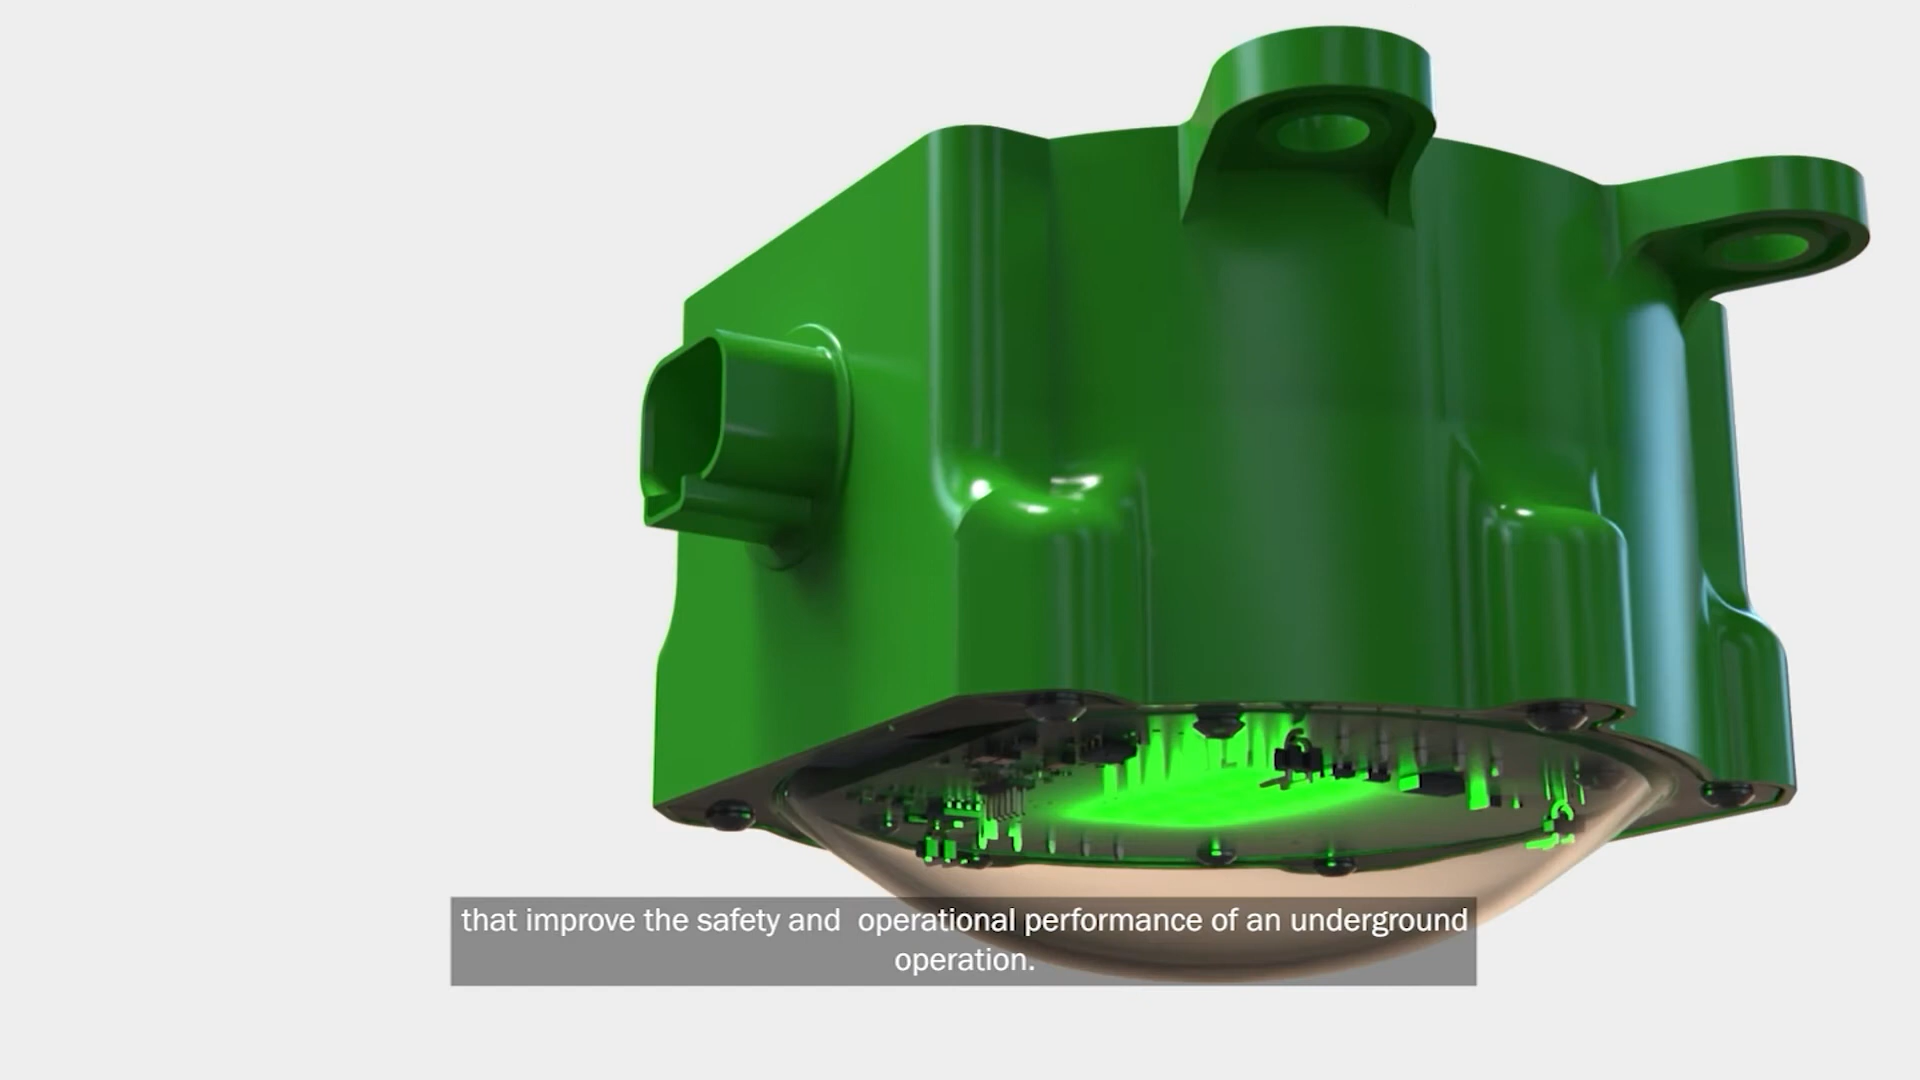 that improve the safety and  operational performance of an underground
operation.